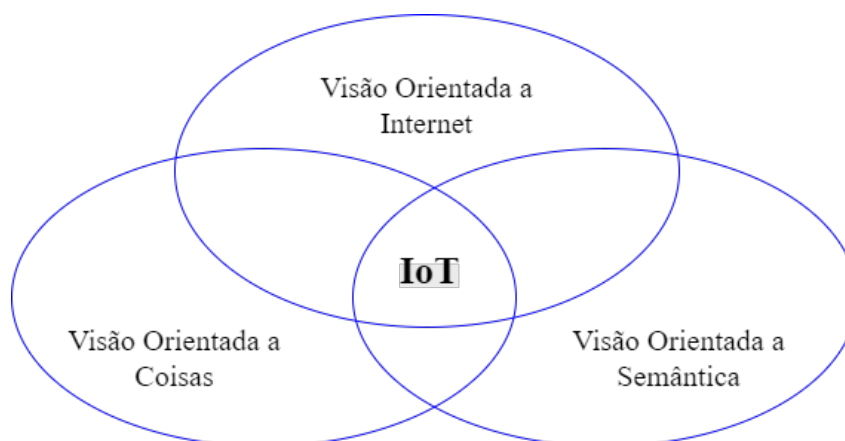 Visão Orientada a
Internet
IoT
Visão Orientada a
Coisas
Visão Orientada a
Semântica